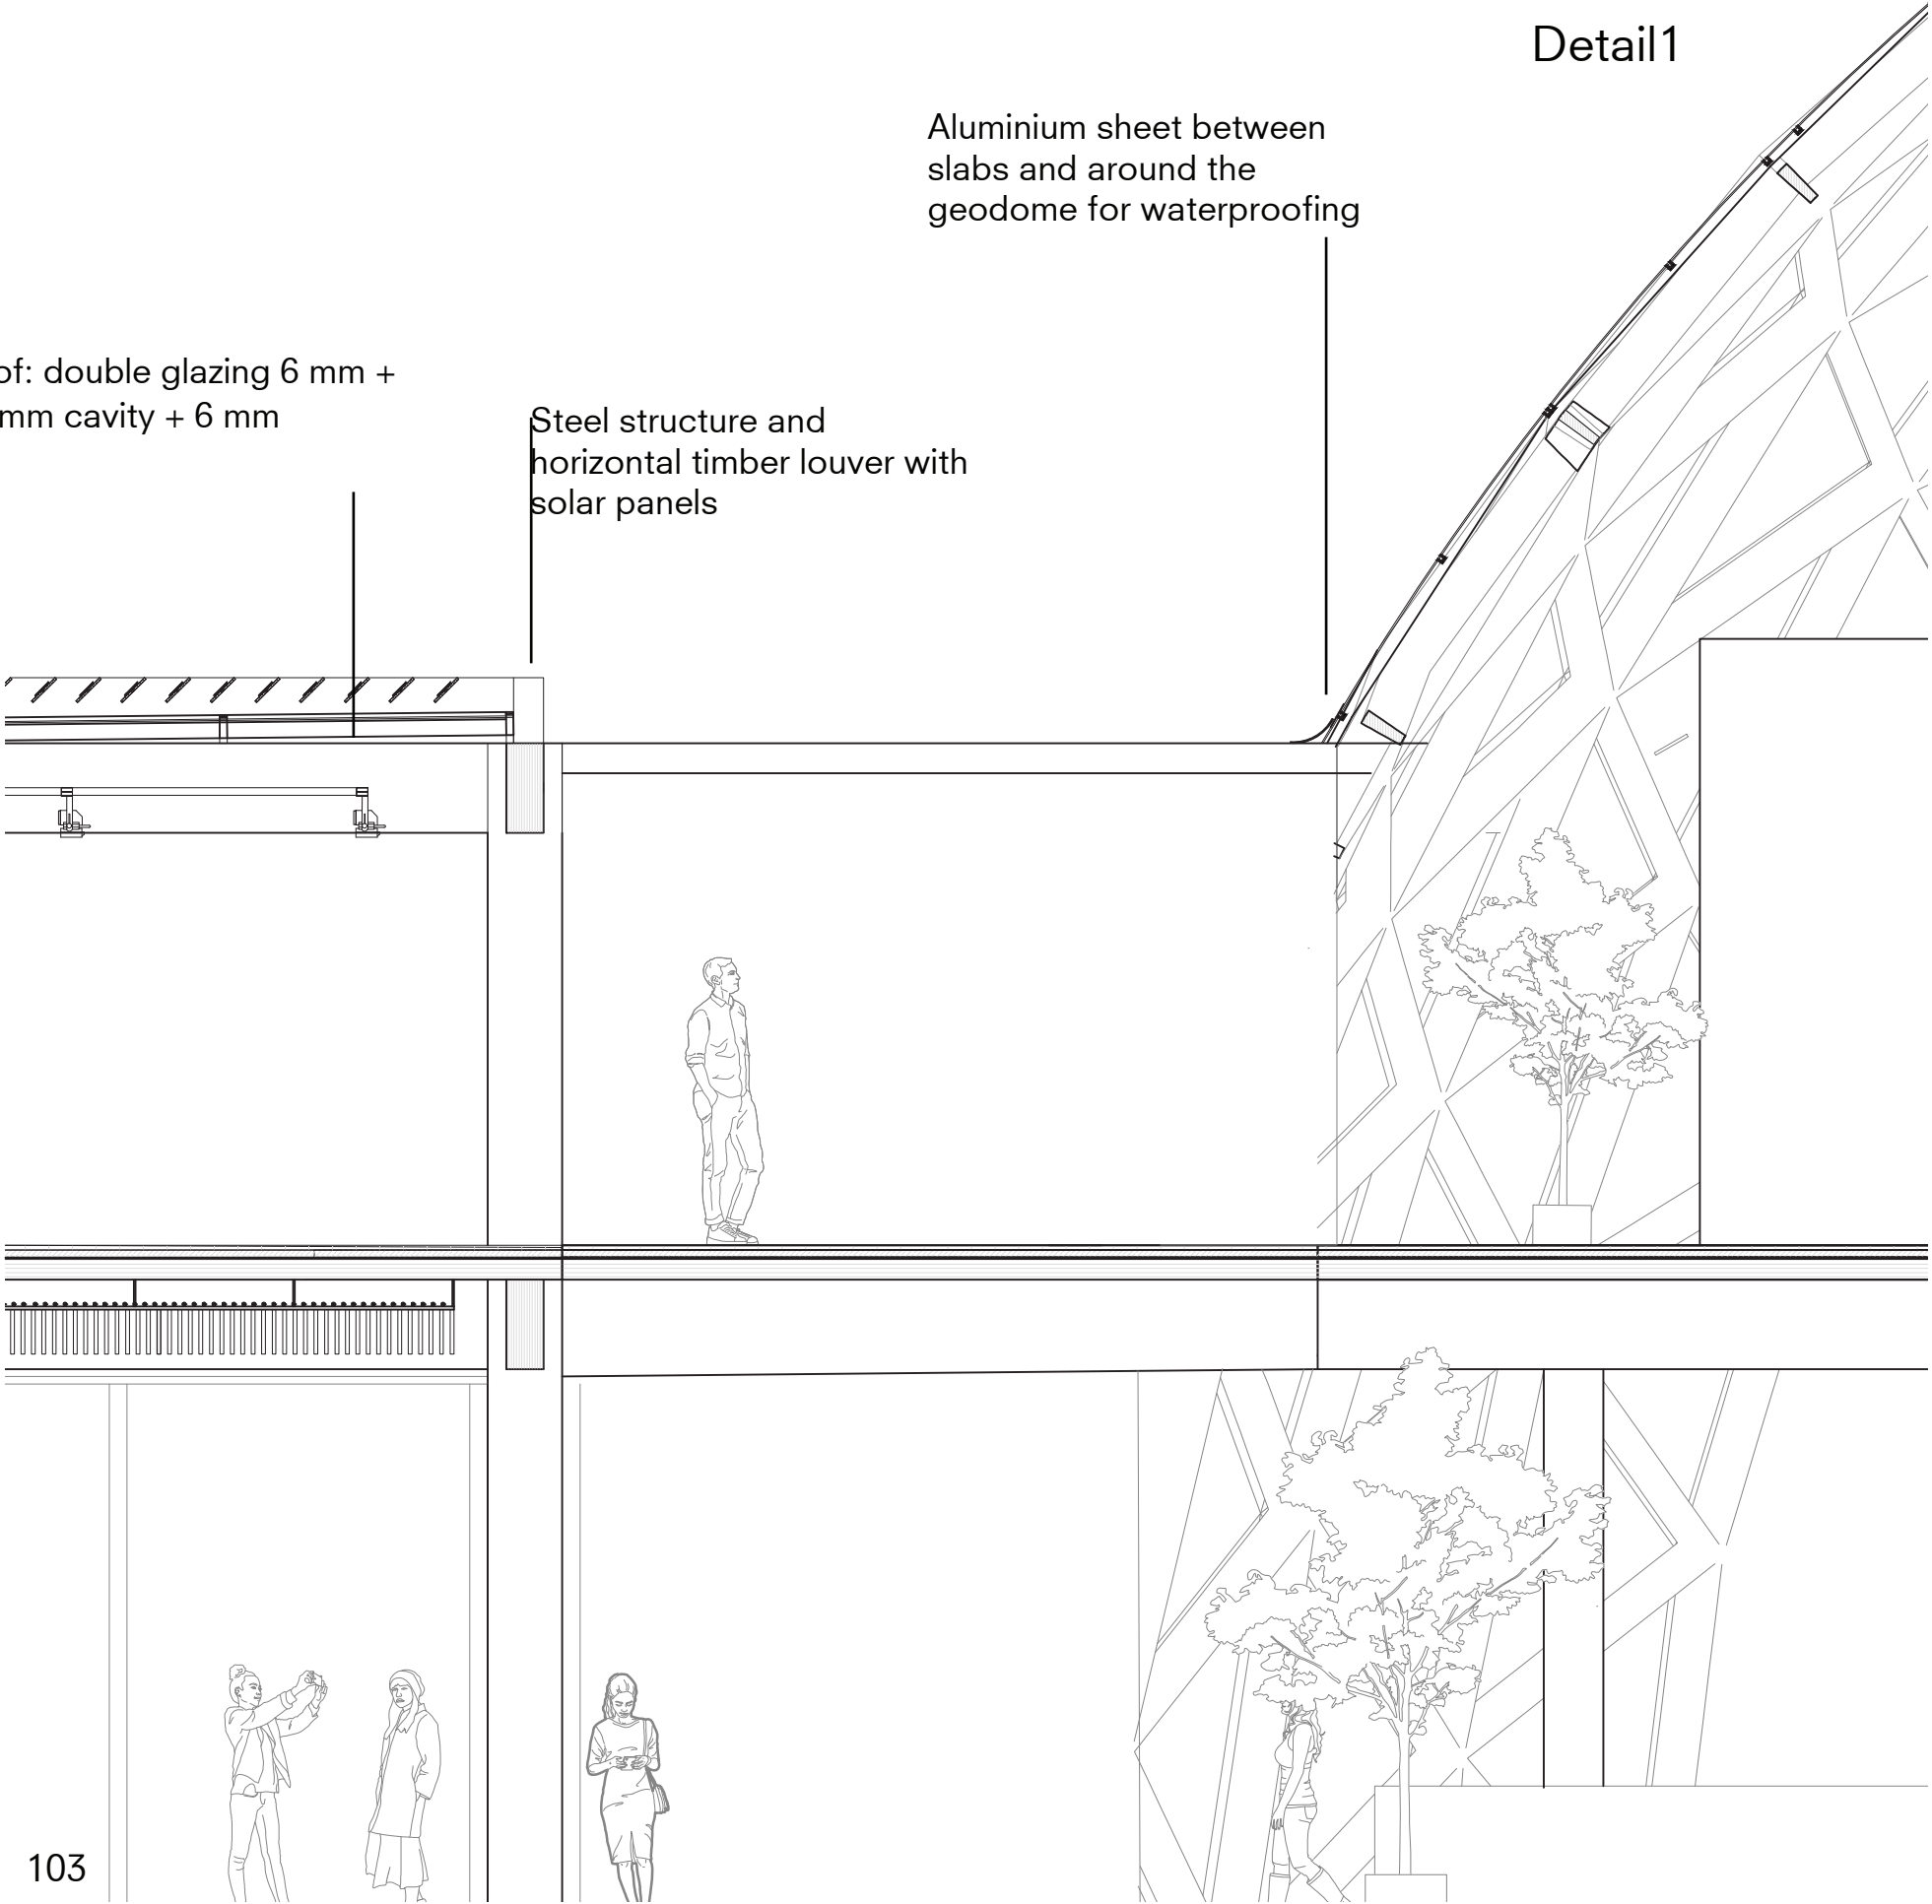 Detail1
Aluminium sheet between
slabs and around the
geodome for waterproofing
of: double glazing 6 mm +
mm cavity + 6 mm
Steel structure and
horizontal timber louver with
solar panels
103